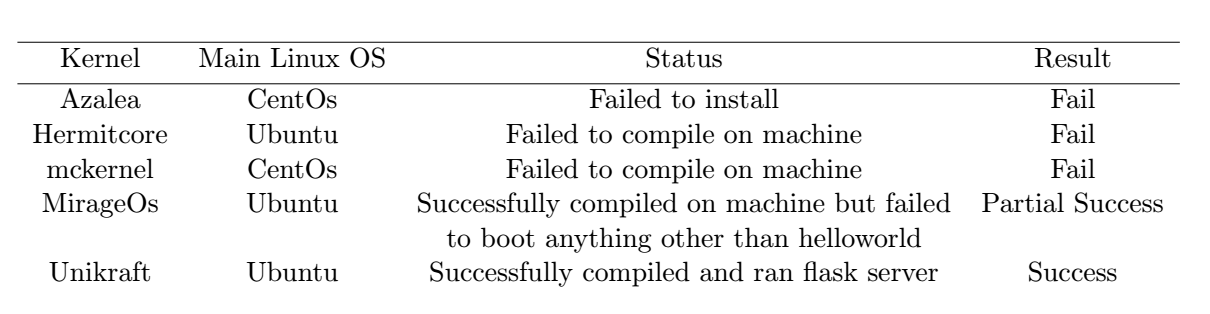 Kernel Main Linux OS Status Result
Azalea CentOs Failed to install Fail
Hermitcore Ubuntu Failed to compile on machine Fail
mckernel CentOs Failed to compile on machine Fail
MirageOs Ubuntu Successfully compiled on machine but failed Partial Success
to boot anything other than helloworld
Unikraft Ubuntu Successfully compiled and ran flask server Success